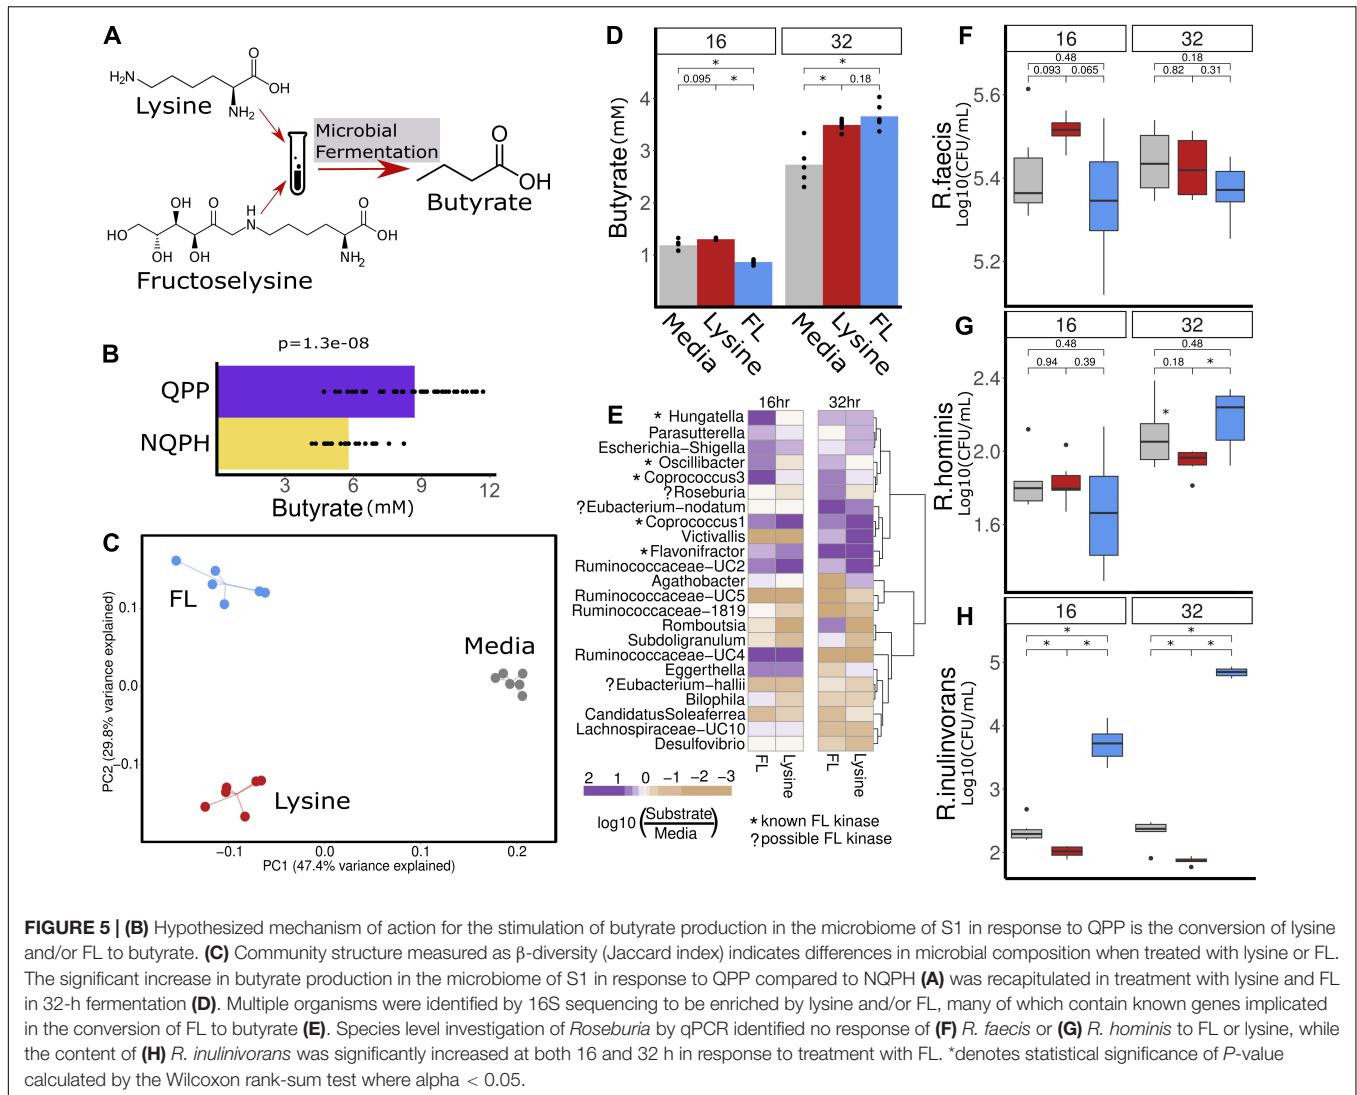 A
H₂N
O
OH
NH₂
Lysine
Microbial
Fermentation
O
OH
Butyrate
OH
O
H
N
O
HO
OH
OH
OH
NH₂
Fructoselysine
B
p=1.3e-08
QPP
NQPH
3 6 9 12
Butyrate (mM)
C
FL
Media
Lysine
0.1
0.0
−0.1
PC2 (29.8% variance explained)
−0.1 0.0 0.1 0.2
PC1 (47.4% variance explained)
D
16 32
*
0.095 *
*
* 0.18
4
3
2
1
Butyrate (mM)
Media Lysine FL Media Lysine FL
E
16hr 32hr
* Hungatella
Parasutterella
Escherichia−Shigella
* Oscillibacter
* Coprococcus3
? Roseburia
? Eubacterium−nodatum
* Coprococcus1
Victivallis
* Flavonifractor
Ruminococcaceae−UC2
Agathobacter
Ruminococcaceae−UC5
Ruminococcaceae−1819
Romboutsia
Subdoligranulum
Ruminococcaceae−UC4
Eggerthella
? Eubacterium−hallii
Bilophila
CandidatusSoleaferrea
Lachnospiraceae−UC10
Desulfovibrio
FL Lysine FL Lysine
2 1 0 −1 −2 −3
log10 (Substrate
Media)
* known FL kinase
? possible FL kinase
F
16 32
0.48
0.093 0.065
0.18
0.82 0.31
5.6
5.4
5.2
R.faecis
Log10(CFU/mL)
G
16 32
0.48
0.94 0.39
0.48
0.18 *
*
2.4
2.0
1.6
R.hominis
Log10(CFU/mL)
H
16 32
*
* *
*
* *
5
4
3
2
R.inulinvorans
Log10(CFU/mL)
FIGURE 5 | (B) Hypothesized mechanism of action for the stimulation of butyrate production in the microbiome of S1 in response to QPP is the conversion of lysine
and/or FL to butyrate. (C) Community structure measured as β-diversity (Jaccard index) indicates differences in microbial composition when treated with lysine or FL.
The significant increase in butyrate production in the microbiome of S1 in response to QPP compared to NQPH (A) was recapitulated in treatment with lysine and FL
in 32-h fermentation (D). Multiple organisms were identified by 16S sequencing to be enriched by lysine and/or FL, many of which contain known genes implicated
in the conversion of FL to butyrate (E). Species level investigation of Roseburia by qPCR identified no response of (F) R. faecis or (G) R. hominis to FL or lysine, while
the content of (H) R. inulinivorans was significantly increased at both 16 and 32 h in response to treatment with FL. *denotes statistical significance of P-value
calculated by the Wilcoxon rank-sum test where alpha < 0.05.